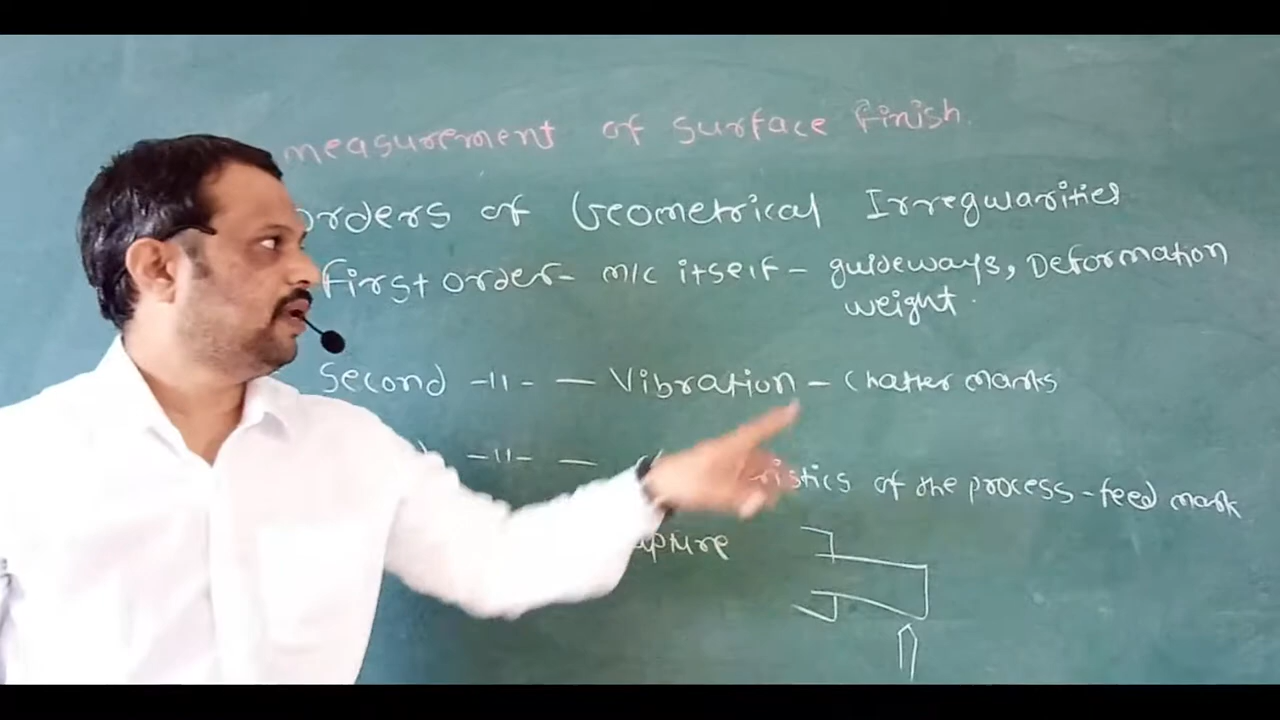 measurement of surface Finish.
orders of Geometrical Irregularities
First order - m/c itself - guideways, Deformation
weight.
Second -11- - Vibration - Chatter marks
-11- - ristics of the process - feed mark